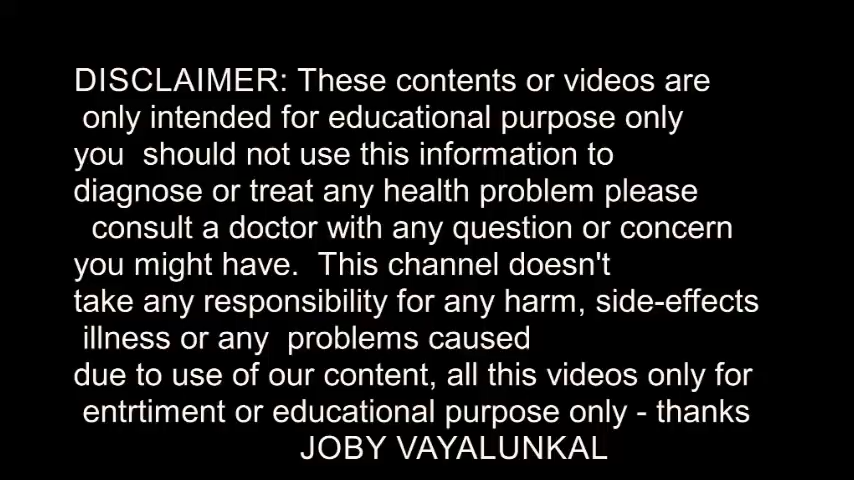 DISCLAIMER: These contents or videos are
only intended for educational purpose only
you should not use this information to
diagnose or treat any health problem please
consult a doctor with any question or concern
you might have. This channel doesn't
take any responsibility for any harm, side-effects
illness or any problems caused
due to use of our content, all this videos only for
entrtiment or educational purpose only - thanks
JOBY VAYALUNKAL